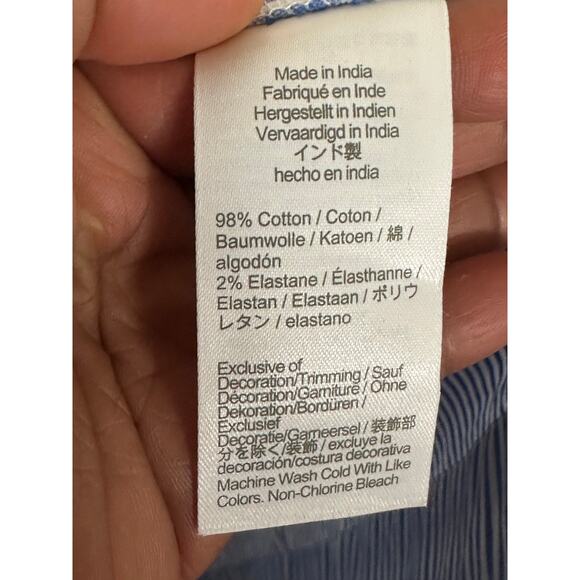 Made in India
Fabriqué en Inde
Hergestellt in Indien
Vervaardigd in India
インド製
hecho en india
98% Cotton / Coton /
Baumwolle / Katoen / 綿 /
algodón
2% Elastane / Élasthanne /
Elastan / Elastaan / ポリウ
レタン / elastano
Exclusive of
Decoration/Trimming / Sauf
Décoration/Garniture / Ohne
Dekoration/Bordüren /
Exclusief
Decoratie/Garneersel / 装飾部
分を除く/装飾 / excluye la
decoración/costura decorativa
Machine Wash Cold With Like
Colors. Non-Chlorine Bleach